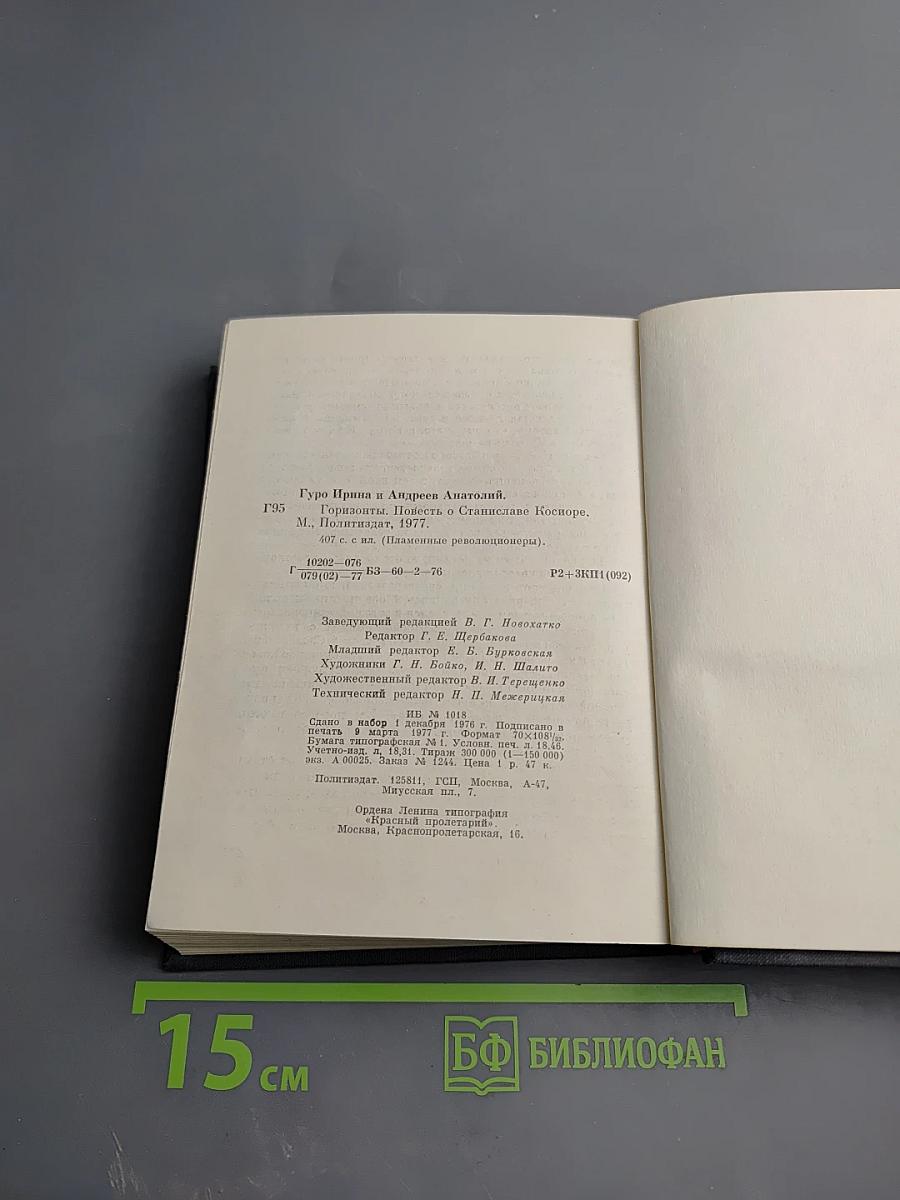 Гуро Ирина и Андреев Анатолий.
Г95 Горизонты. Повесть о Станиславе Косиоре.
М., Политиздат, 1977.
407 с. с ил. (Пламенные революционеры).
Г 10202—076
079(02)—77 БЗ—60—2—76 Р2+3КП1(092)
Заведующий редакцией В. Г. Новохатко
Редактор Г. Е. Щербакова
Младший редактор Е. Б. Бурковская
Художники Г. Н. Бойко, И. Н. Шалито
Художественный редактор В. И. Терещенко
Технический редактор Н. П. Межерицкая
ИБ № 1018
Сдано в набор 1 декабря 1976 г. Подписано в
печать 9 марта 1977 г. Формат 70×108¹/₃₂.
Бумага типографская № 1. Условн. печ. л. 18,46.
Учетно-изд. л. 18,31. Тираж 300 000 (1—150 000)
экз. А 00025. Заказ № 1244. Цена 1 р. 47 к.
Политиздат. 125811, ГСП, Москва, А-47,
Миусская пл., 7.
Ордена Ленина типография
«Красный пролетарий».
Москва, Краснопролетарская, 16.
15 см
БФ БИБЛИОФАН